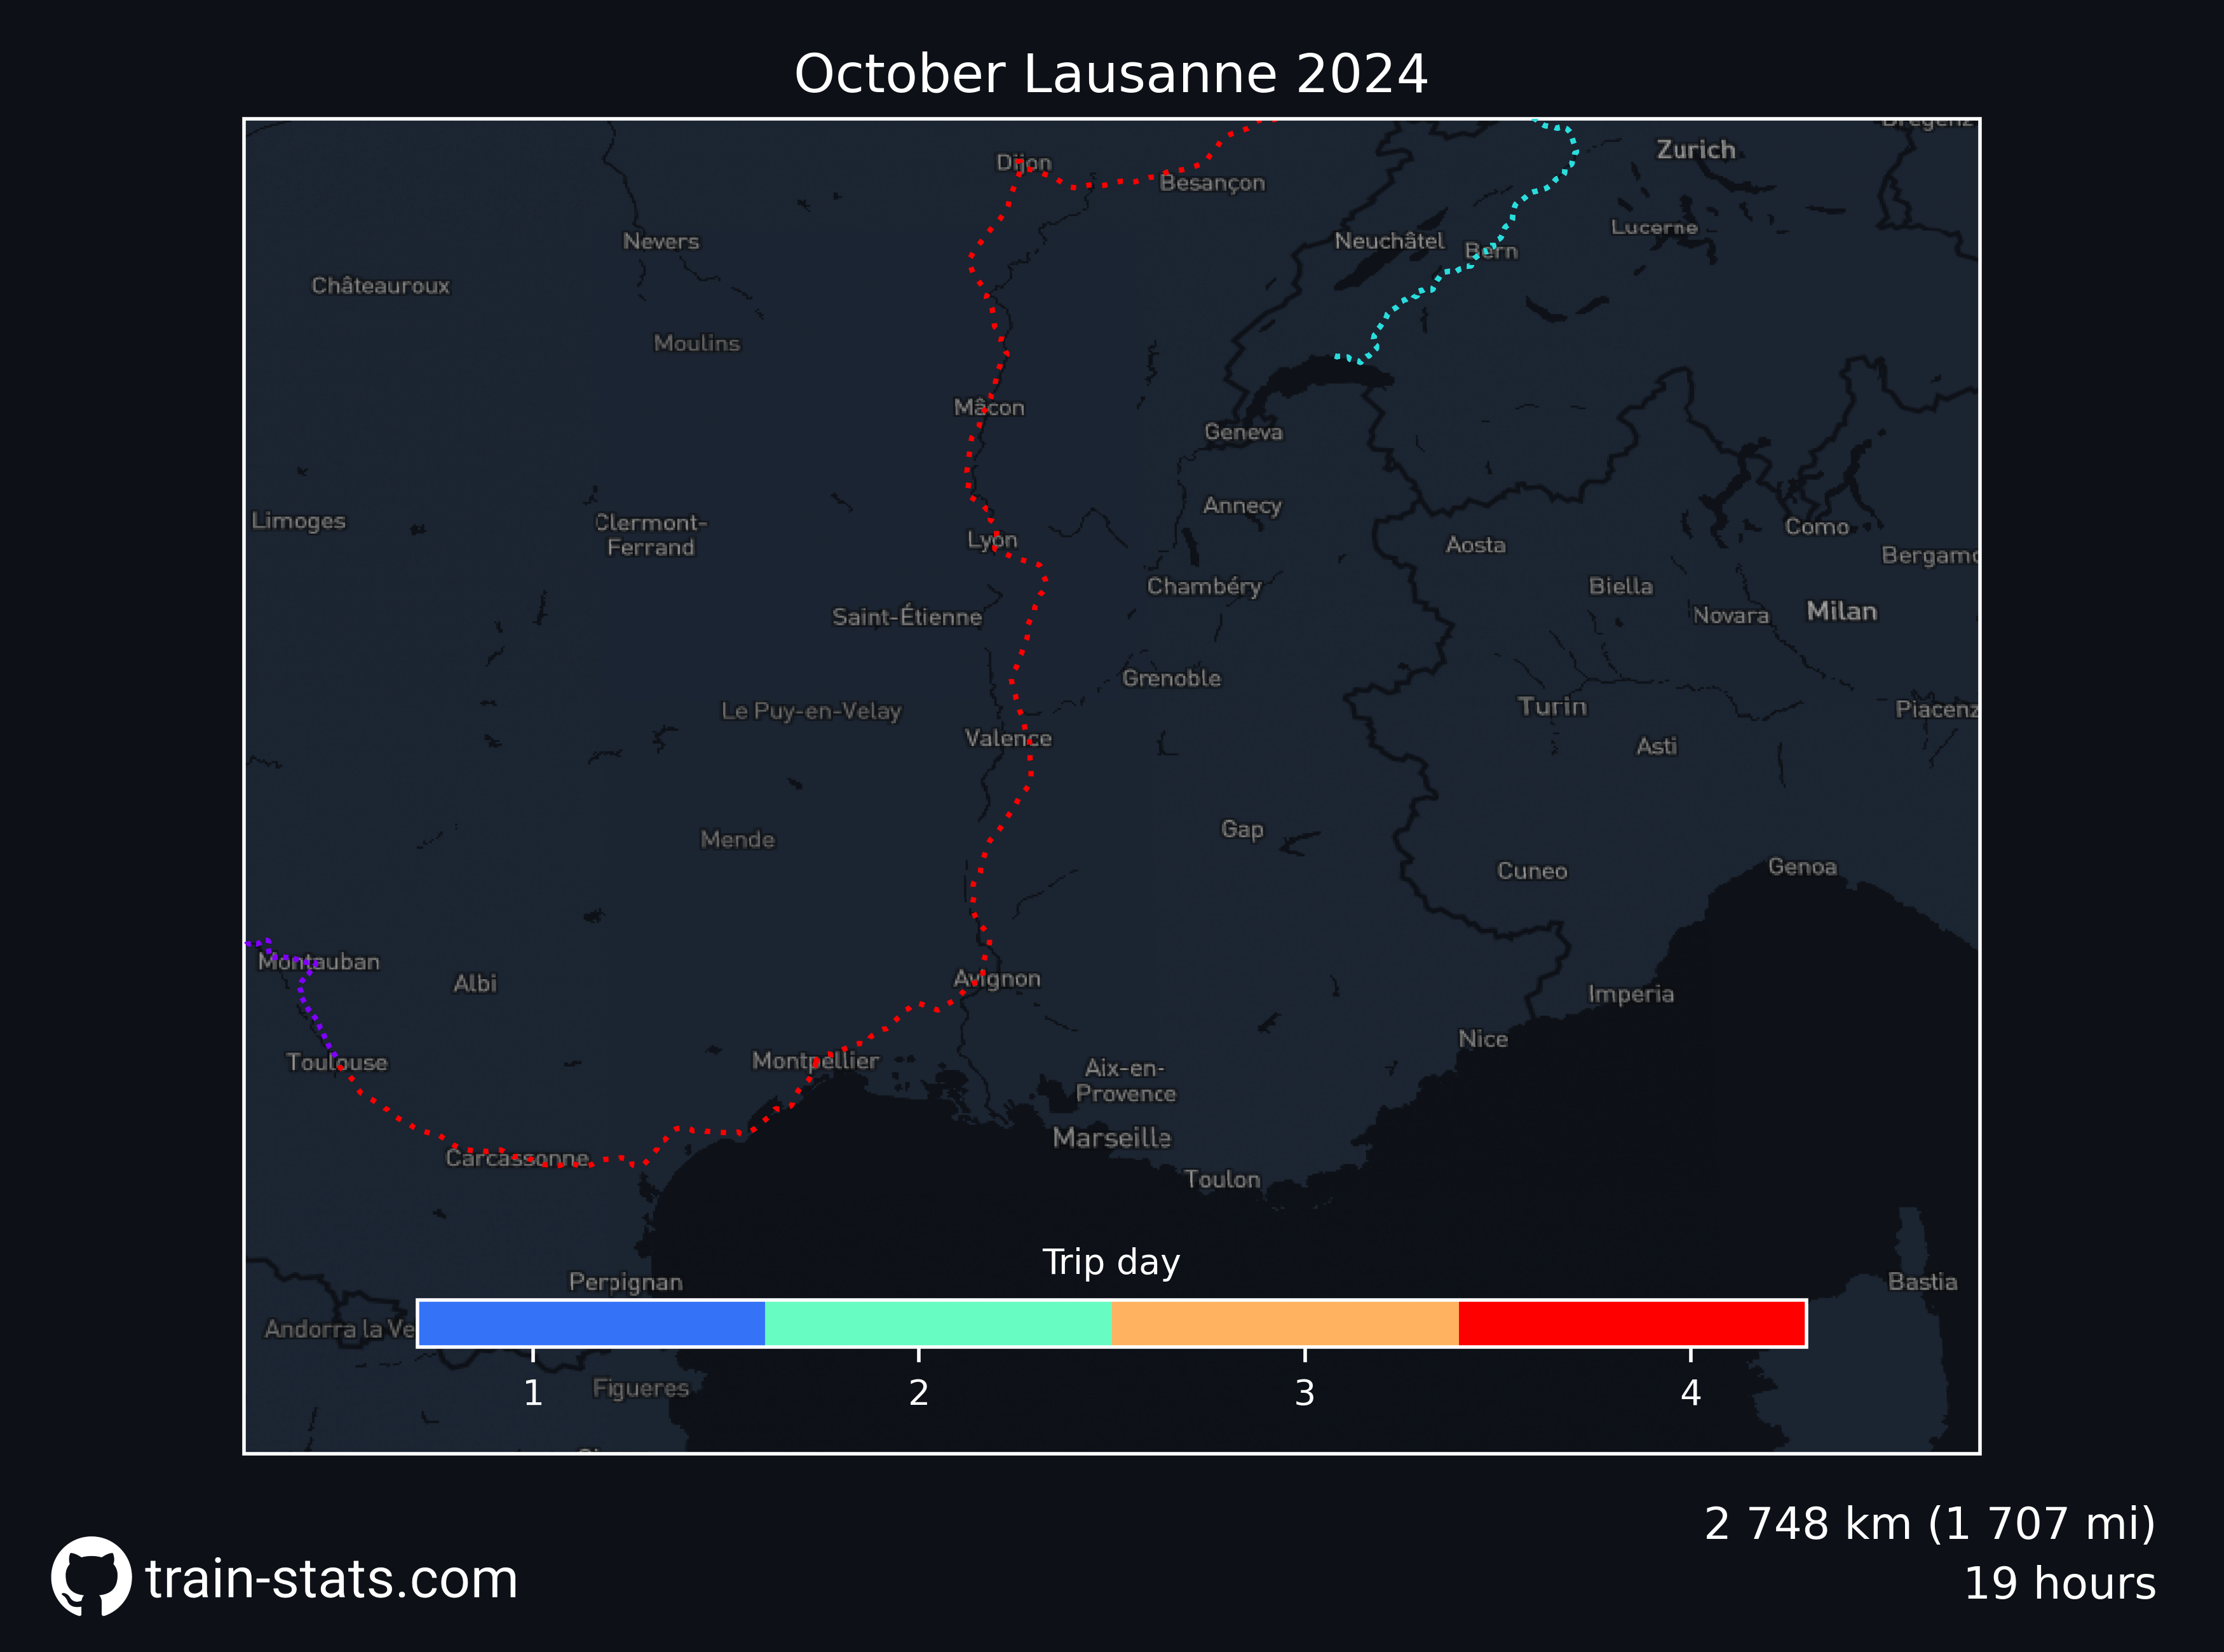 October Lausanne 2024
Bregenz
Zurich
Dijon
Besançon
Lucerne
Nevers
Neuchâtel
Bern
Châteauroux
Moulins
Mâcon
Geneva
Annecy
Limoges
Clermont-
Ferrand
Como
Lyon
Aosta
Bergamo
Chambéry
Biella
Saint-Étienne
Novara
Milan
Grenoble
Le Puy-en-Velay
Turin
Piacenz
Valence
Asti
Gap
Mende
Cuneo
Genoa
Montauban
Albi
Avignon
Imperia
Nice
Toulouse
Montpellier
Aix-en-
Provence
Marseille
Carcassonne
Toulon
Trip day
Perpignan
Bastia
Andorra la Ve
Figueres
1 2 3 4
2 748 km (1 707 mi)
train-stats.com
19 hours